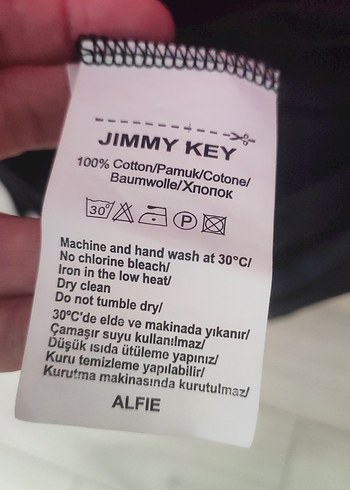 JIMMY KEY
100% Cotton/Pamuk/Cotone/
Baumwolle/Хлопок
30° P
Machine and hand wash at 30°C/
No chlorine bleach/
Iron in the low heat/
Dry clean
Do not tumble dry/
30ºC'de elde ve makinada yıkanır/
Çamaşır suyu kullanılmaz/
Düşük ısıda ütüleme yapınız/
Kuru temizleme yapılabilir/
Kurutma makinasında kurutulmaz/
ALFIE